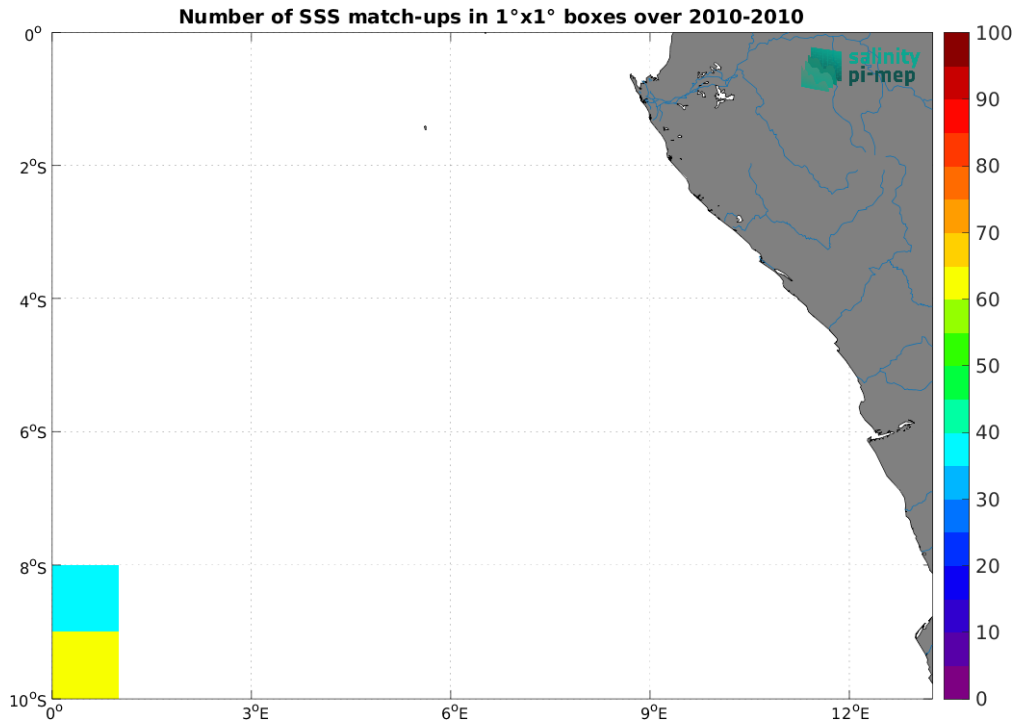 Number of SSS match-ups in 1°x1° boxes over 2010-2010
0°
2°S
4°S
6°S
8°S
10°S
0°
3°E
6°E
9°E
12°E
salinity
pi-mep
100
90
80
70
60
50
40
30
20
10
0